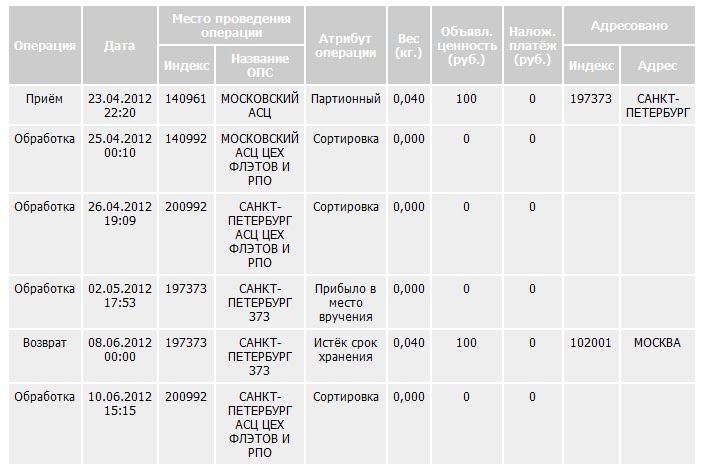 Операция Дата Место проведения операции Атрибут операции Вес (кг.) Объявл. ценность (руб.) Налож. платёж (руб.) Адресовано
Индекс Название ОПС Индекс Адрес
Приём 23.04.2012 140961 МОСКОВСКИЙ Партионный 0,040 100 0 197373 САНКТ-
22:20 АСЦ ПЕТЕРБУРГ
Обработка 25.04.2012 140992 МОСКОВСКИЙ Сортировка 0,000 0 0
00:10 АСЦ ЦЕХ
ФЛЭТОВ И
РПО
Обработка 26.04.2012 200992 САНКТ- Сортировка 0,000 0 0
19:09 ПЕТЕРБУРГ
АСЦ ЦЕХ
ФЛЭТОВ И
РПО
Обработка 02.05.2012 197373 САНКТ- Прибыло в 0,000 0 0
17:53 ПЕТЕРБУРГ место
373 вручения
Возврат 08.06.2012 197373 САНКТ- Истёк срок 0,040 100 0 102001 МОСКВА
00:00 ПЕТЕРБУРГ хранения
373
Обработка 10.06.2012 200992 САНКТ- Сортировка 0,000 0 0
15:15 ПЕТЕРБУРГ
АСЦ ЦЕХ
ФЛЭТОВ И
РПО